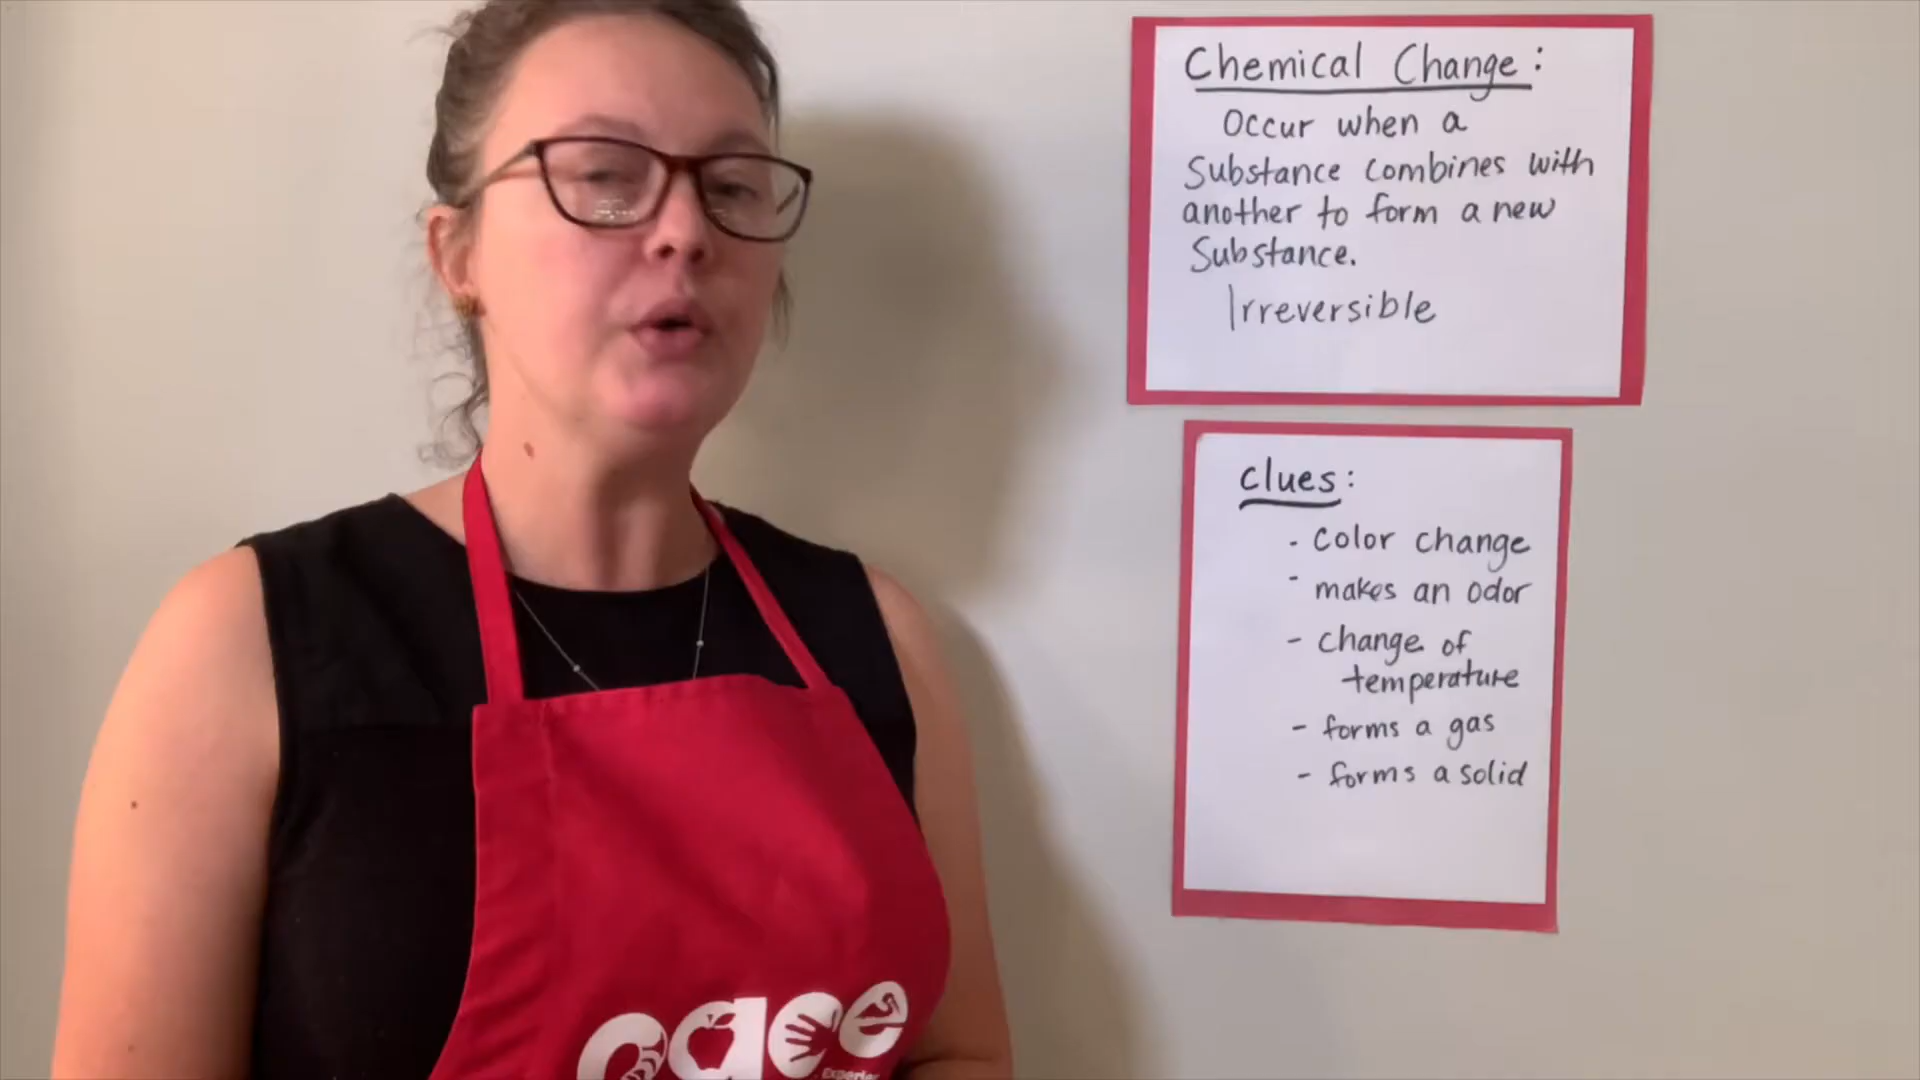 Chemical Change:
Occur when a
Substance combines with
another to form a new
Substance.
Irreversible
Clues:
- Color change
- makes an odor
- change of
temperature
- forms a gas
- forms a solid